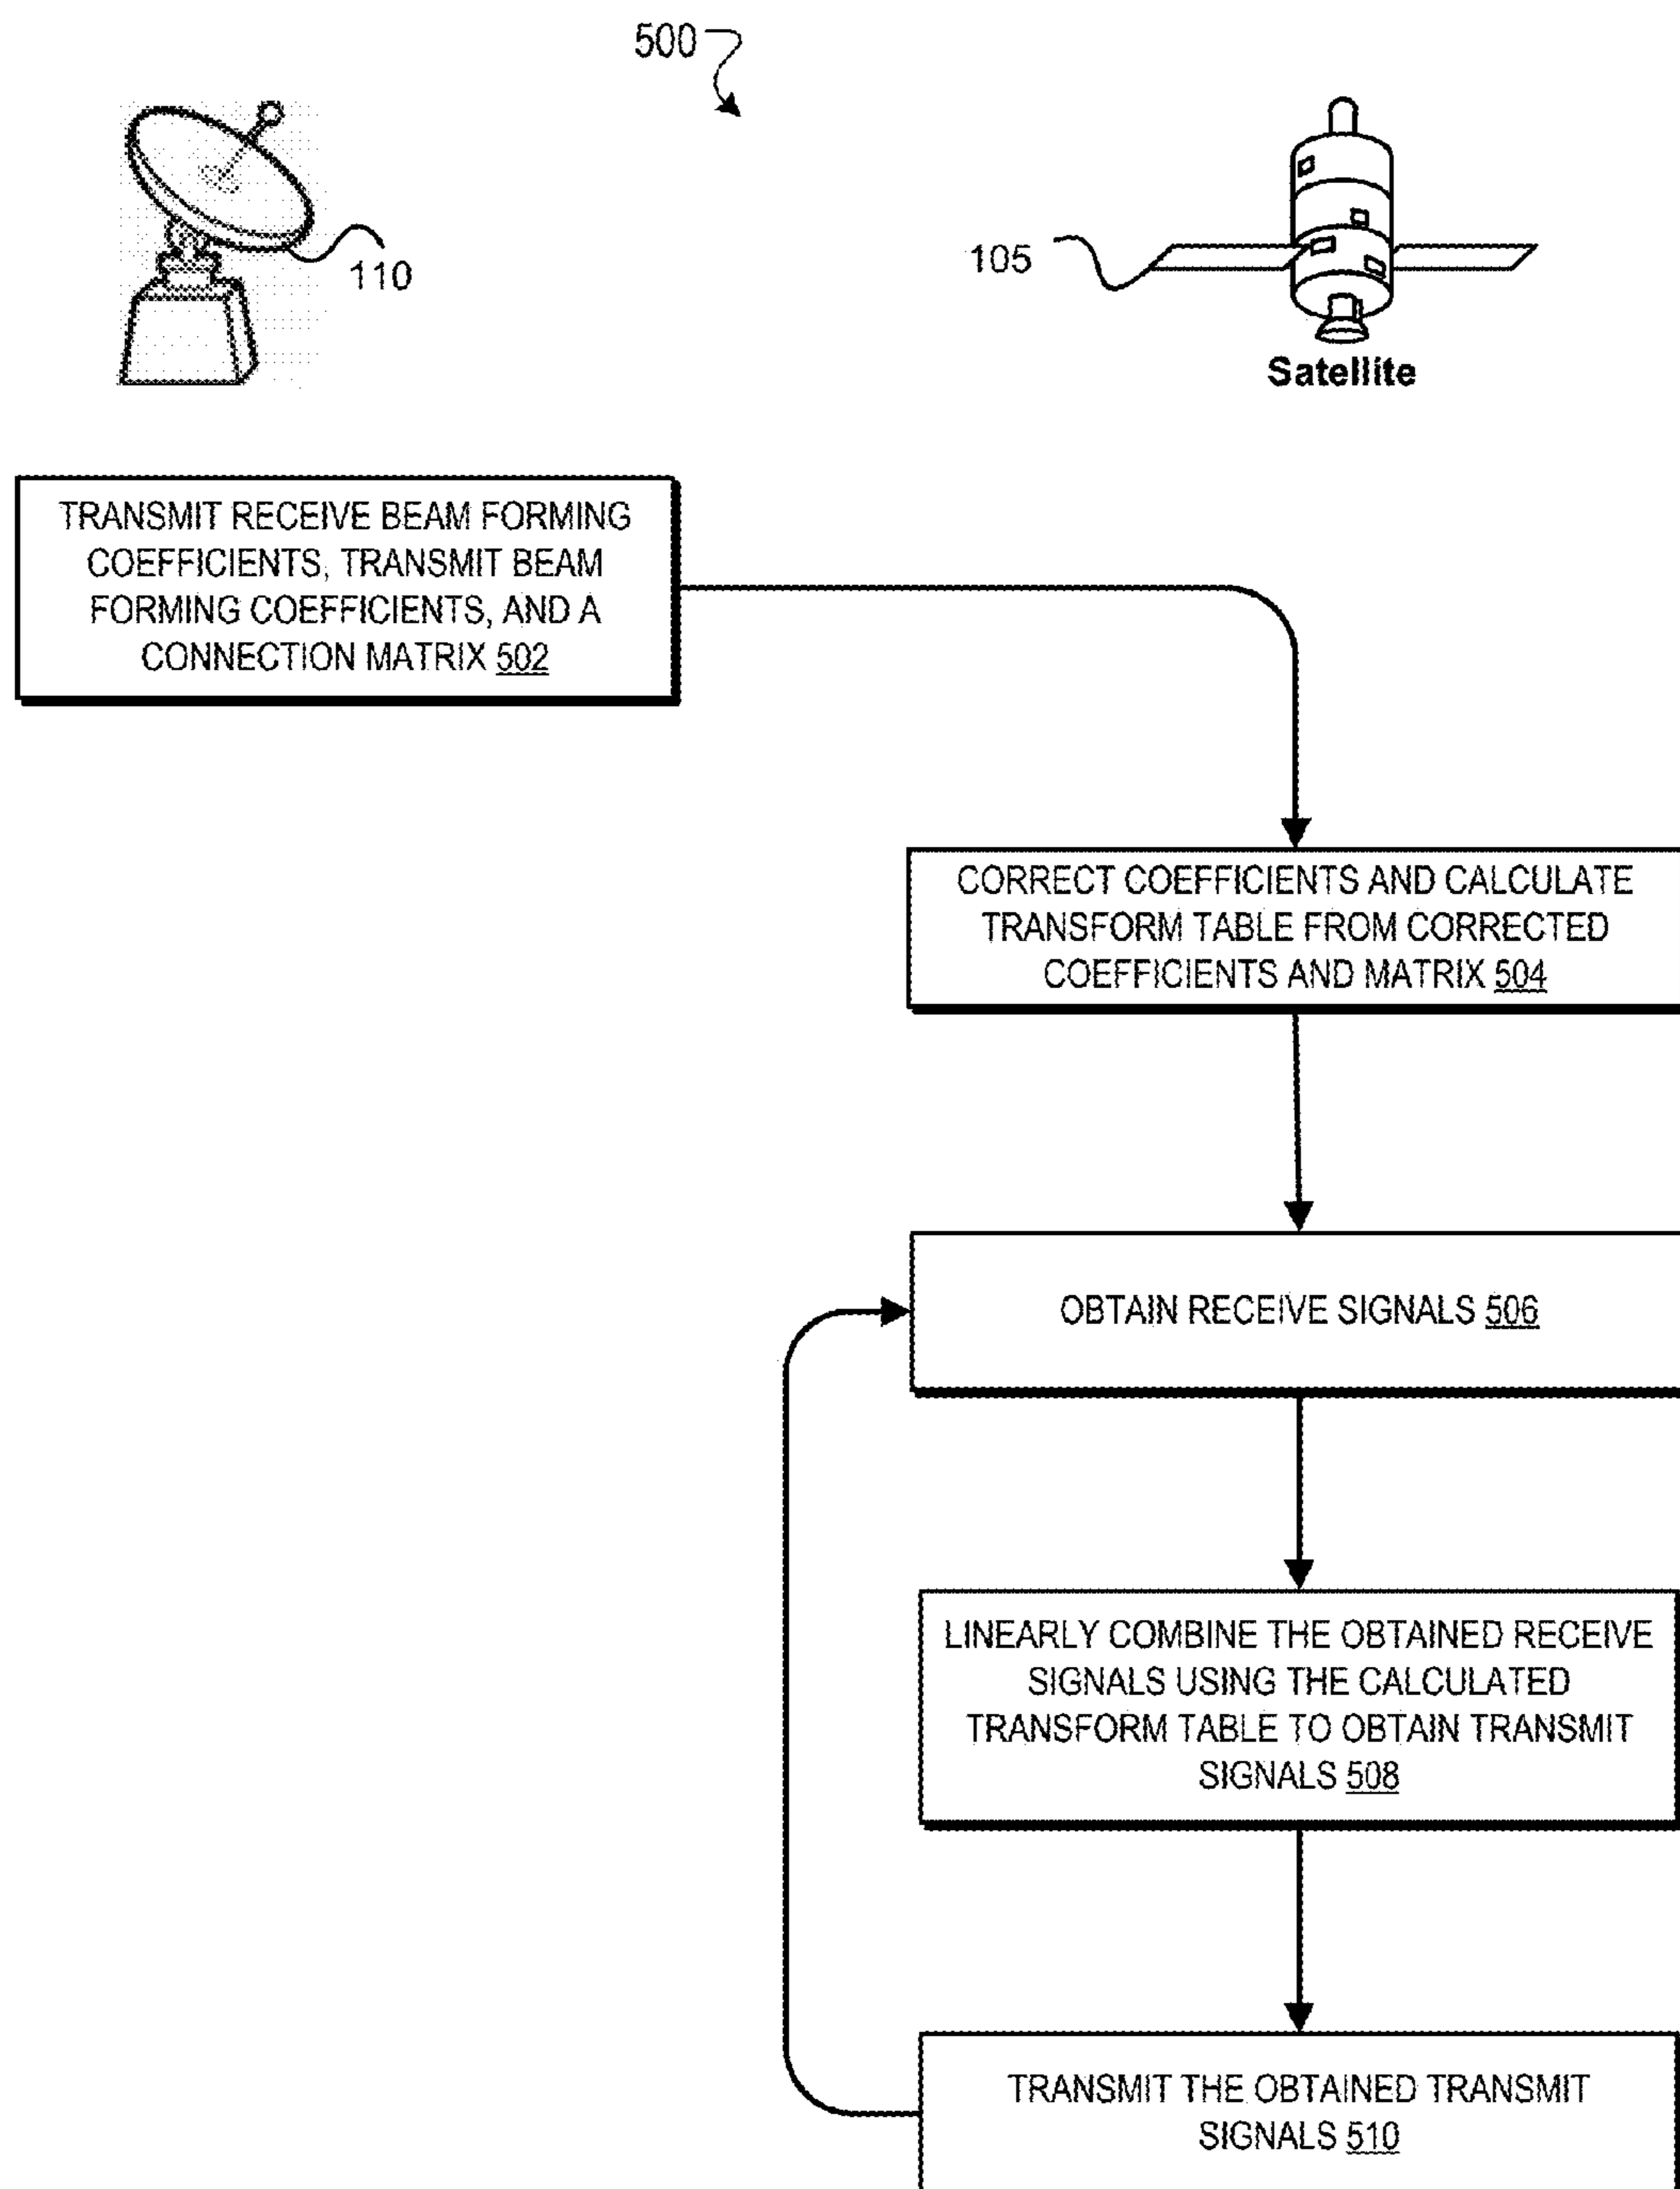 500
110
105
Satellite
TRANSMIT RECEIVE BEAM FORMING
COEFFICIENTS, TRANSMIT BEAM
FORMING COEFFICIENTS, AND A
CONNECTION MATRIX 502
CORRECT COEFFICIENTS AND CALCULATE
TRANSFORM TABLE FROM CORRECTED
COEFFICIENTS AND MATRIX 504
OBTAIN RECEIVE SIGNALS 506
LINEARLY COMBINE THE OBTAINED RECEIVE
SIGNALS USING THE CALCULATED
TRANSFORM TABLE TO OBTAIN TRANSMIT
SIGNALS 508
TRANSMIT THE OBTAINED TRANSMIT
SIGNALS 510